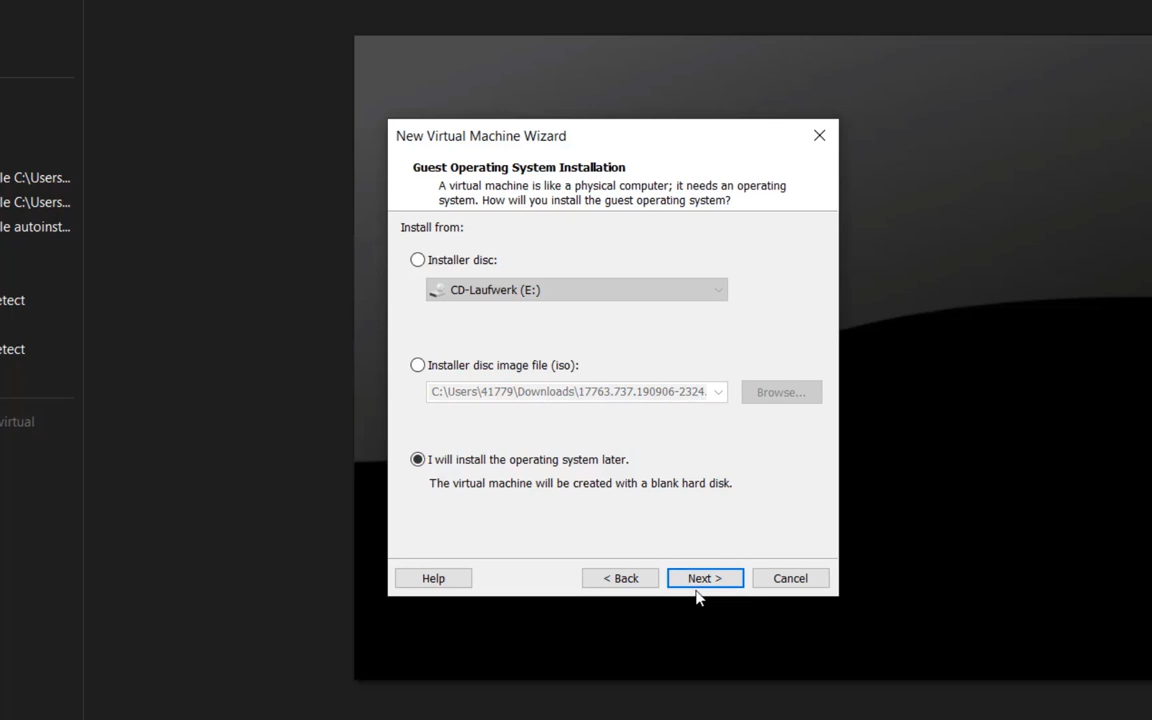 New Virtual Machine Wizard
Guest Operating System Installation
A virtual machine is like a physical computer; it needs an operating
system. How will you install the guest operating system?
Install from:
Installer disc:
CD-Laufwerk (E:)
Installer disc image file (iso):
C:\Users\41779\Downloads\17763.737.190906-2324.
Browse...
I will install the operating system later.
The virtual machine will be created with a blank hard disk.
Help
< Back
Next >
Cancel
le C:\Users...
le C:\Users...
le autoinst...
etect
etect
virtual